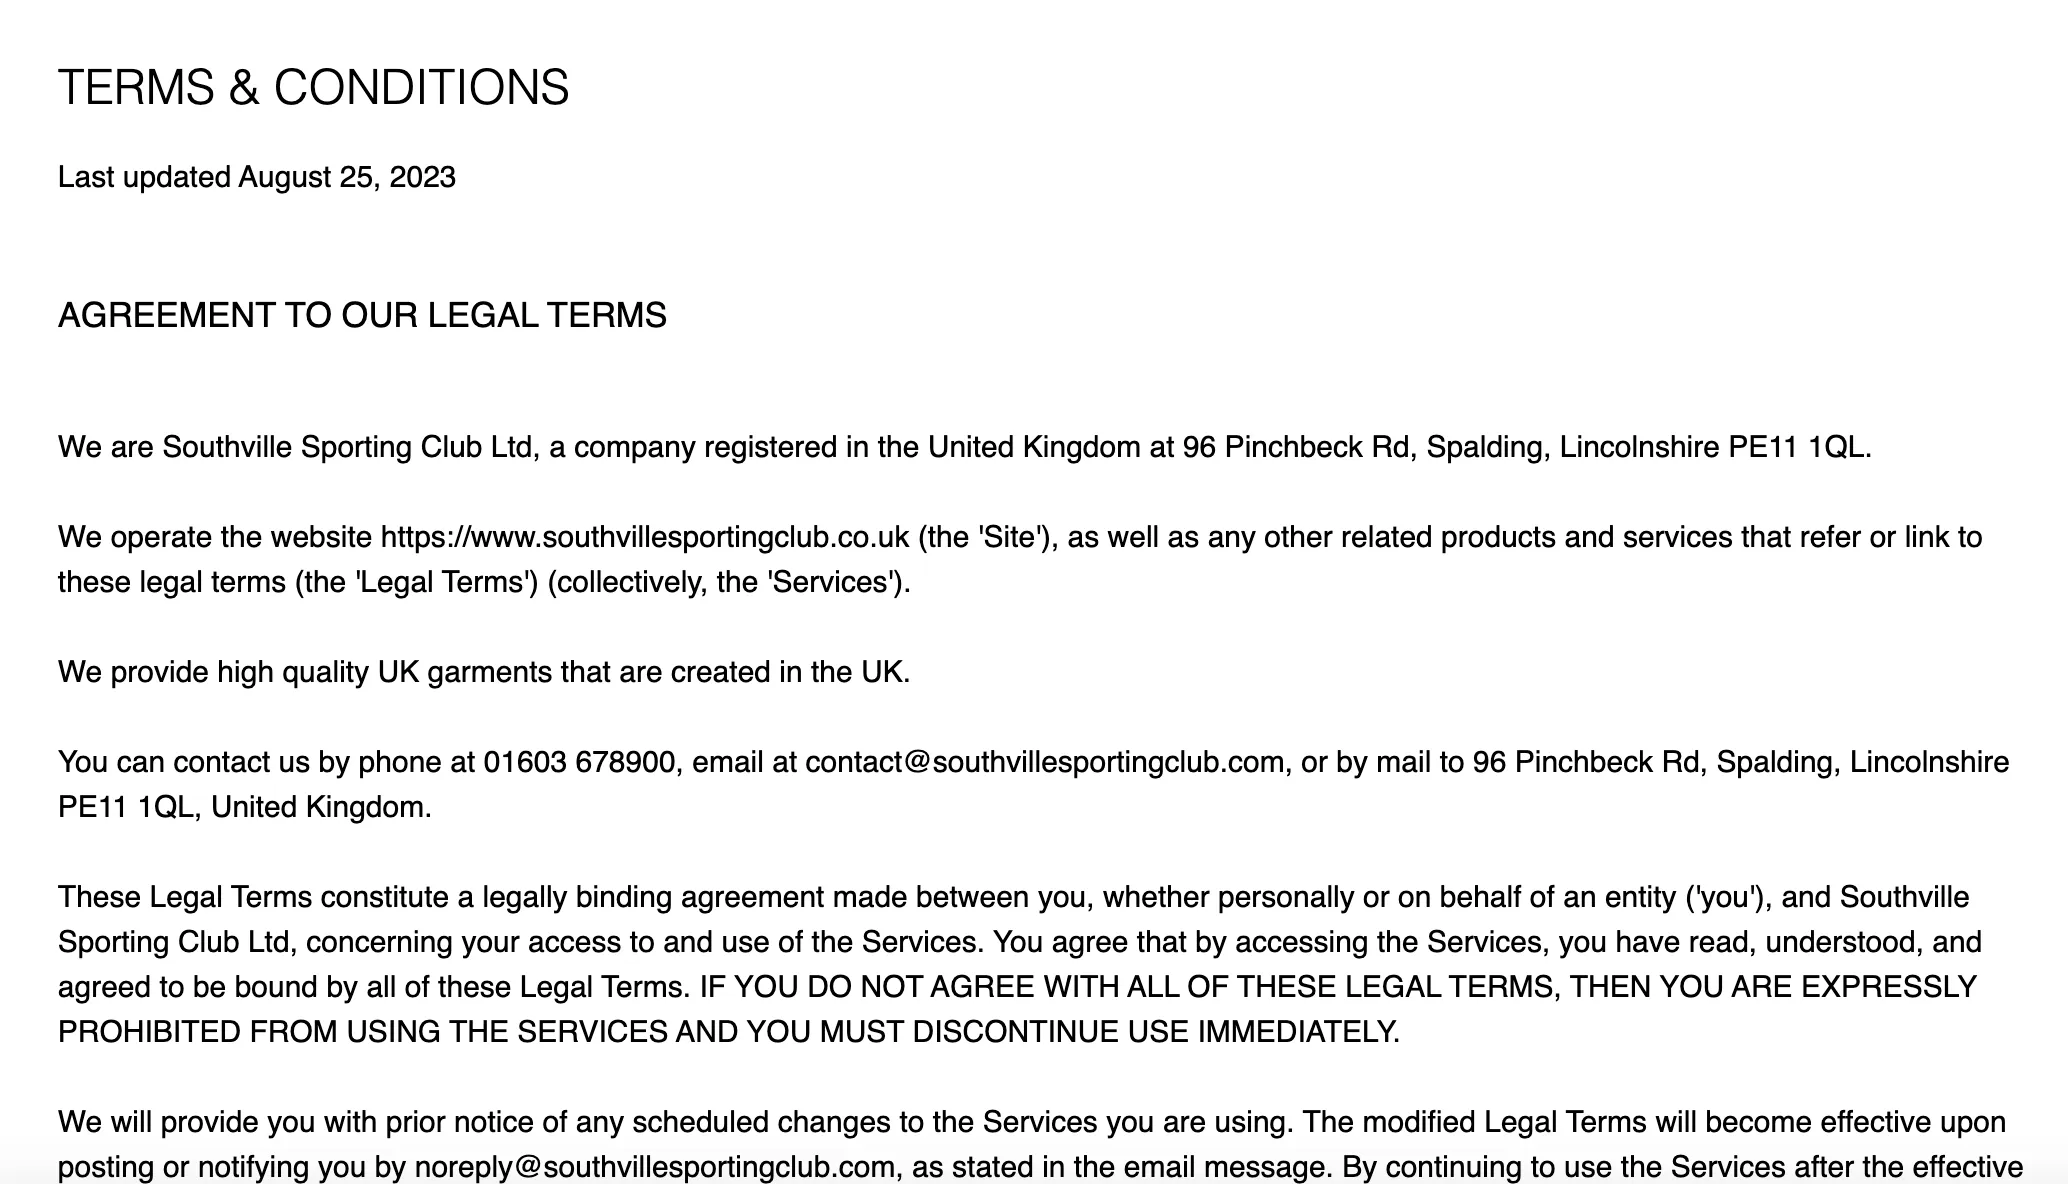 TERMS & CONDITIONS
Last updated August 25, 2023
AGREEMENT TO OUR LEGAL TERMS
We are Southville Sporting Club Ltd, a company registered in the United Kingdom at 96 Pinchbeck Rd, Spalding, Lincolnshire PE11 1QL.
We operate the website https://www.southvillesportingclub.co.uk (the 'Site'), as well as any other related products and services that refer or link to
these legal terms (the 'Legal Terms') (collectively, the 'Services').
We provide high quality UK garments that are created in the UK.
You can contact us by phone at 01603 678900, email at contact@southvillesportingclub.com, or by mail to 96 Pinchbeck Rd, Spalding, Lincolnshire
PE11 1QL, United Kingdom.
These Legal Terms constitute a legally binding agreement made between you, whether personally or on behalf of an entity ('you'), and Southville
Sporting Club Ltd, concerning your access to and use of the Services. You agree that by accessing the Services, you have read, understood, and
agreed to be bound by all of these Legal Terms. IF YOU DO NOT AGREE WITH ALL OF THESE LEGAL TERMS, THEN YOU ARE EXPRESSLY
PROHIBITED FROM USING THE SERVICES AND YOU MUST DISCONTINUE USE IMMEDIATELY.
We will provide you with prior notice of any scheduled changes to the Services you are using. The modified Legal Terms will become effective upon
posting or notifying you by noreply@southvillesportingclub.com, as stated in the email message. By continuing to use the Services after the effective